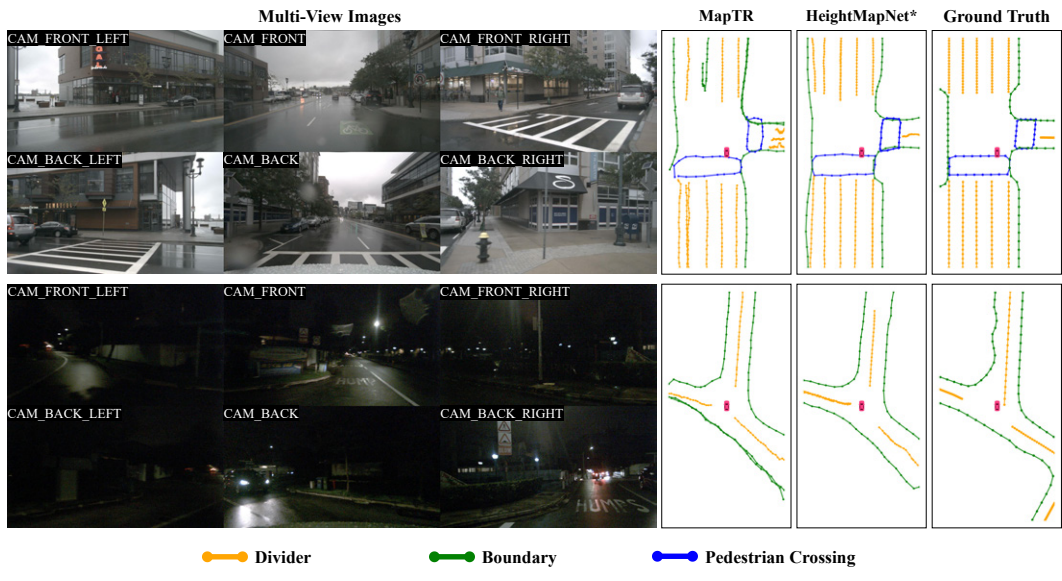 Multi-View Images
MapTR
HeightMapNet*
Ground Truth
CAM_FRONT_LEFT
CAM_FRONT
CAM_FRONT_RIGHT
CAM_BACK_LEFT
CAM_BACK
CAM_BACK_RIGHT
CAM_FRONT_LEFT
CAM_FRONT
CAM_FRONT_RIGHT
HUMP
CAM_BACK_LEFT
CAM_BACK
CAM_BACK_RIGHT
HUMPS
Divider
Boundary
Pedestrian Crossing